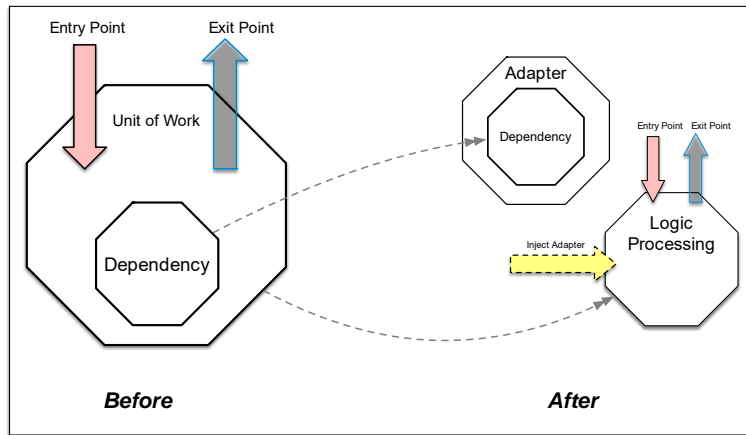 Entry Point
Exit Point
Unit of Work
Dependency
Before
Adapter
Dependency
Entry Point
Exit Point
Logic
Processing
Inject Adapter
After